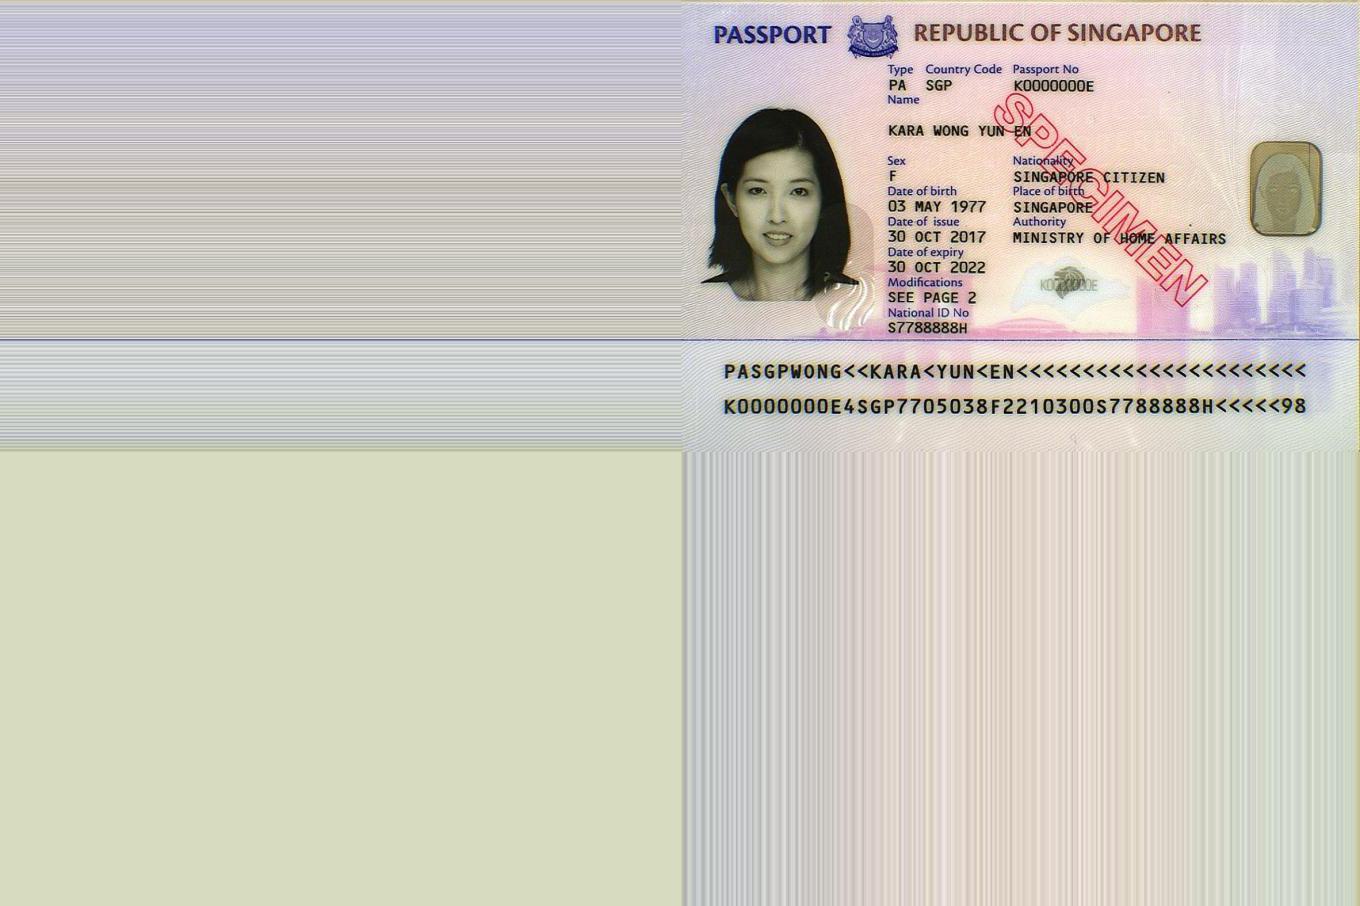 PASSPORT REPUBLIC OF SINGAPORE
Type Country Code Passport No
PA SGP K0000000E
Name
KARA WONG YUN EN
Sex Nationality
F SINGAPORE CITIZEN
Date of birth Place of birth
03 MAY 1977 SINGAPORE
Date of issue Authority
30 OCT 2017 MINISTRY OF HOME AFFAIRS
Date of expiry
30 OCT 2022
Modifications
SEE PAGE 2
National ID No
S7788888H
SPECIMEN
K0000000E
PASGPWONG<<KARA<YUN<EN<<<<<<<<<<<<<<<<<<<<<<
K0000000E4SGP7705038F2210300S7788888H<<<<<98